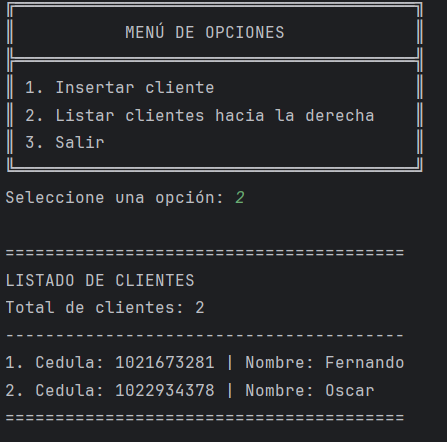 MENÚ DE OPCIONES
1. Insertar cliente
2. Listar clientes hacia la derecha
3. Salir
Seleccione una opción: 2
========================================
LISTADO DE CLIENTES
Total de clientes: 2
----------------------------------------
1. Cedula: 1021673281 | Nombre: Fernando
2. Cedula: 1022934378 | Nombre: Oscar
========================================